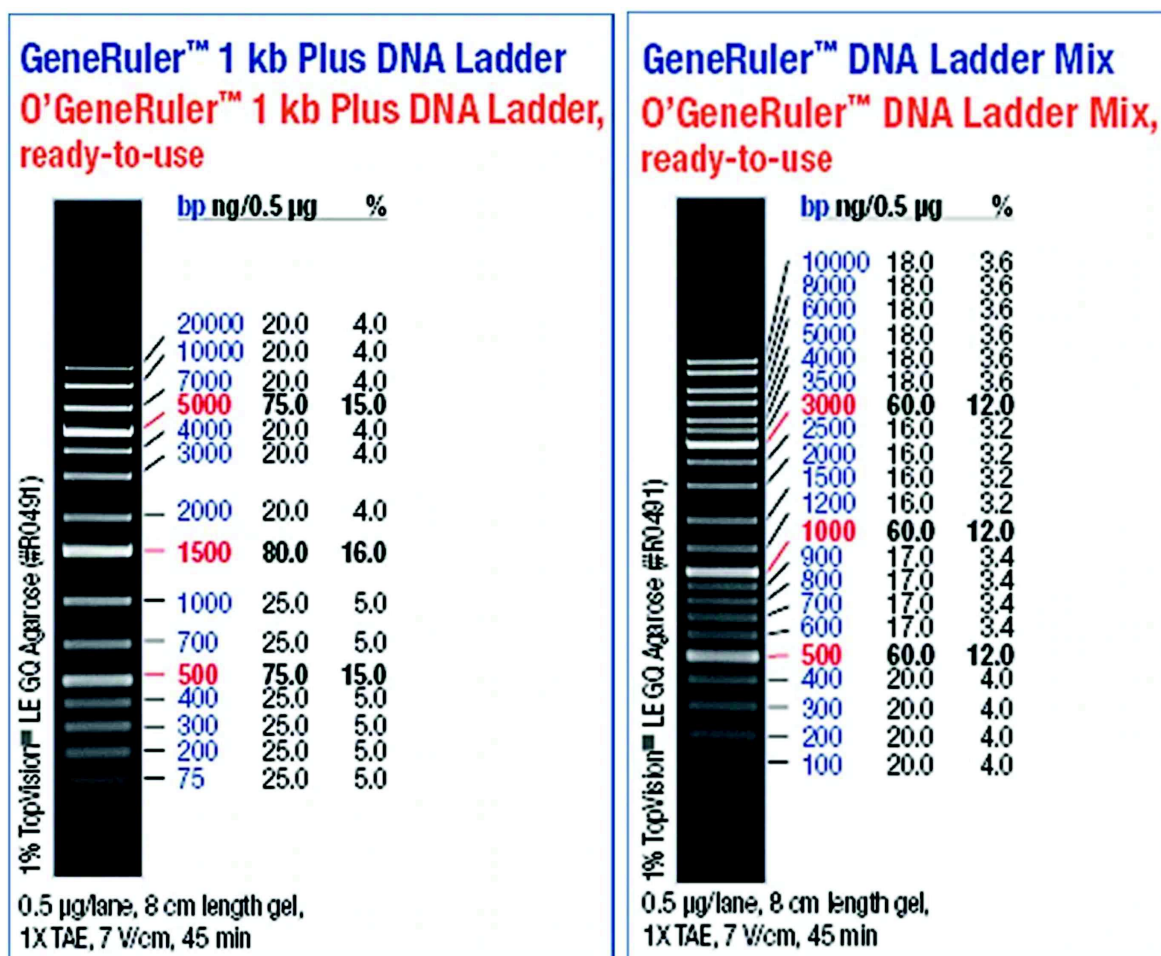 GeneRuler™ 1 kb Plus DNA Ladder
O'GeneRuler™ 1 kb Plus DNA Ladder,
ready-to-use
bp ng/0.5 µg %
20000 20.0 4.0
10000 20.0 4.0
7000 20.0 4.0
5000 75.0 15.0
4000 20.0 4.0
3000 20.0 4.0
2000 20.0 4.0
1500 80.0 16.0
1000 25.0 5.0
700 25.0 5.0
500 75.0 15.0
400 25.0 5.0
300 25.0 5.0
200 25.0 5.0
75 25.0 5.0
1% TopVision™ LE GQ Agarose (#R0491)
0.5 µg/lane, 8 cm length gel,
1X TAE, 7 V/cm, 45 min
GeneRuler™ DNA Ladder Mix
O'GeneRuler™ DNA Ladder Mix,
ready-to-use
bp ng/0.5 µg %
10000 18.0 3.6
8000 18.0 3.6
6000 18.0 3.6
5000 18.0 3.6
4000 18.0 3.6
3500 18.0 3.6
3000 60.0 12.0
2500 16.0 3.2
2000 16.0 3.2
1500 16.0 3.2
1200 16.0 3.2
1000 60.0 12.0
900 17.0 3.4
800 17.0 3.4
700 17.0 3.4
600 17.0 3.4
500 60.0 12.0
400 20.0 4.0
300 20.0 4.0
200 20.0 4.0
100 20.0 4.0
1% TopVision™ LE GQ Agarose (#R0491)
0.5 µg/lane, 8 cm length gel,
1X TAE, 7 V/cm, 45 min